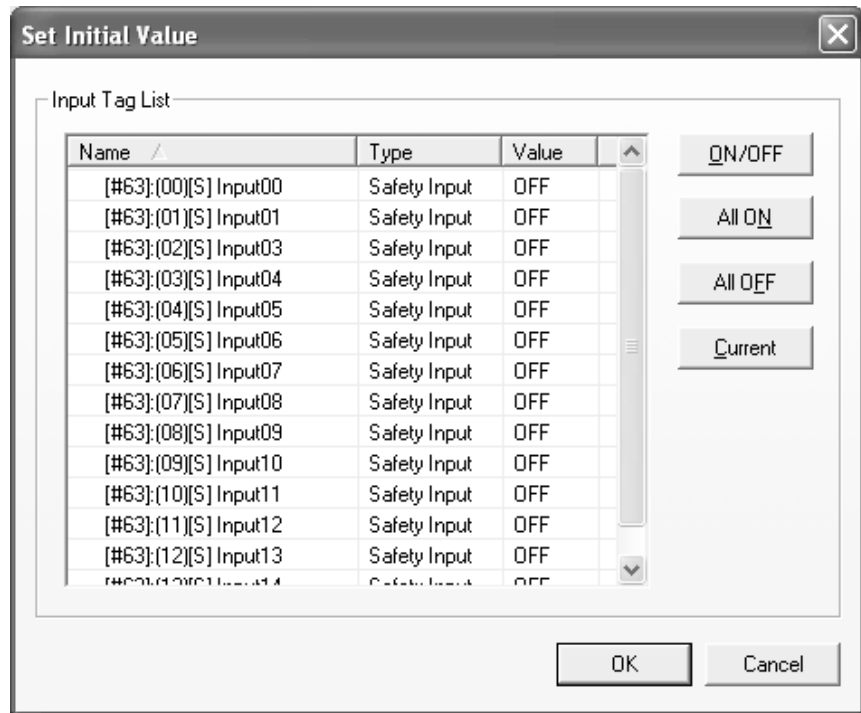 Set Initial Value
Input Tag List
Name Type Value
[#63]:(00)[S] Input00 Safety Input OFF
[#63]:(01)[S] Input01 Safety Input OFF
[#63]:(02)[S] Input03 Safety Input OFF
[#63]:(03)[S] Input04 Safety Input OFF
[#63]:(04)[S] Input05 Safety Input OFF
[#63]:(05)[S] Input06 Safety Input OFF
[#63]:(06)[S] Input07 Safety Input OFF
[#63]:(07)[S] Input08 Safety Input OFF
[#63]:(08)[S] Input09 Safety Input OFF
[#63]:(09)[S] Input10 Safety Input OFF
[#63]:(10)[S] Input11 Safety Input OFF
[#63]:(11)[S] Input12 Safety Input OFF
[#63]:(12)[S] Input13 Safety Input OFF
ON/OFF
All ON
All OFF
Current
OK Cancel